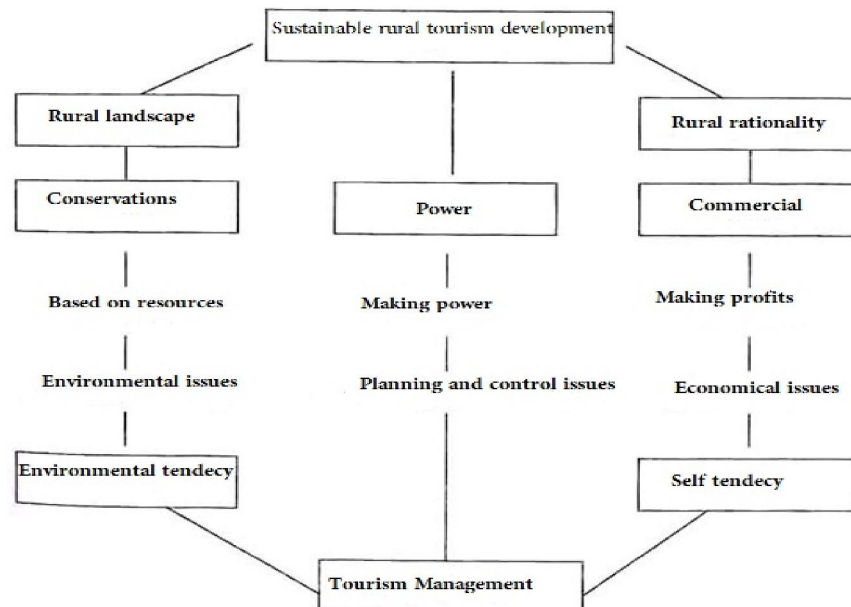 Sustainable rural tourism development
Rural landscape
Rural rationality
Conservations
Power
Commercial
Based on resources
Making power
Making profits
Environmental issues
Planning and control issues
Economical issues
Environmental tendecy
Self tendecy
Tourism Management